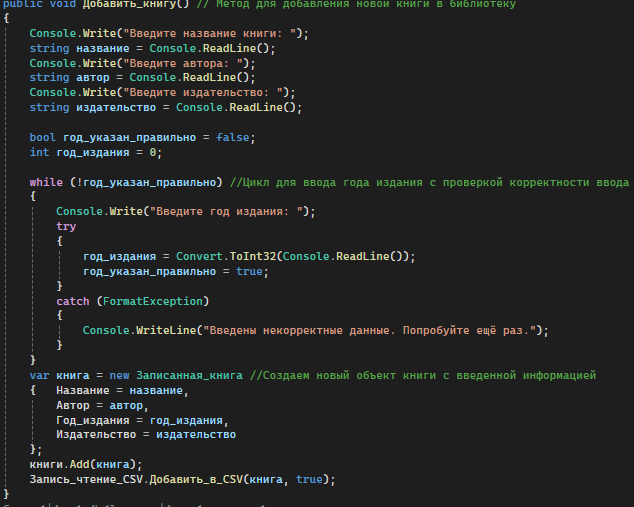 public void Добавить_книгу() // Метод для добавления новой книги в библиотеку
{
Console.Write("Введите название книги: ");
string название = Console.ReadLine();
Console.Write("Введите автора: ");
string автор = Console.ReadLine();
Console.Write("Введите издательство: ");
string издательство = Console.ReadLine();
bool год_указан_правильно = false;
int год_издания = 0;
while (!год_указан_правильно) //Цикл для ввода года издания с проверкой корректности ввода
{
Console.Write("Введите год издания: ");
try
{
год_издания = Convert.ToInt32(Console.ReadLine());
год_указан_правильно = true;
}
catch (FormatException)
{
Console.WriteLine("Введены некорректные данные. Попробуйте ещё раз.");
}
}
var книга = new Записанная_книга //Создаем новый объект книги с введенной информацией
{ Название = название,
Автор = автор,
Год_издания = год_издания,
Издательство = издательство
};
книги.Add(книга);
Запись_чтение_CSV.Добавить_в_CSV(книга, true);
}